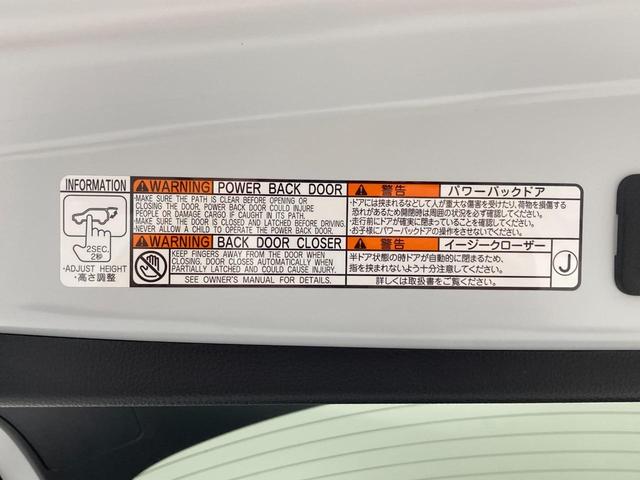 INFORMATION
2SEC.
2秒
・ADJUST HEIGHT
・高さ調整
WARNING POWER BACK DOOR
・MAKE SURE THE PATH IS CLEAR BEFORE OPENING OR
CLOSING THE DOOR. POWER BACK DOOR COULD INJURE
PEOPLE OR DAMAGE CARGO IF CAUGHT IN ITS PATH.
・MAKE SURE THE DOOR IS CLOSED AND LATCHED BEFORE DRIVING.
・NEVER ALLOW A CHILD TO OPERATE THE POWER BACK DOOR.
WARNING BACK DOOR CLOSER
KEEP FINGERS AWAY FROM THE DOOR WHEN
CLOSING. DOOR CLOSES AUTOMATICALLY WHEN
PARTIALLY LATCHED AND COULD CAUSE INJURY.
SEE OWNER'S MANUAL FOR DETAILS.
警告 パワーバックドア
・ドアには挟まれるなどして人が重大な傷害を受けたり、荷物を損傷する
恐れがあるため開閉時は周囲の状況を必ず確認してください。
・走行前にドアが確実に閉まっていることを確認してください。
・お子様にパワーバックドアの操作をさせないでください。
警告 イージークローザー
半ドア状態の時ドアが自動的に閉まるため、
指を挟まれないよう十分注意してください。
詳しくは取扱書をご覧ください。
J